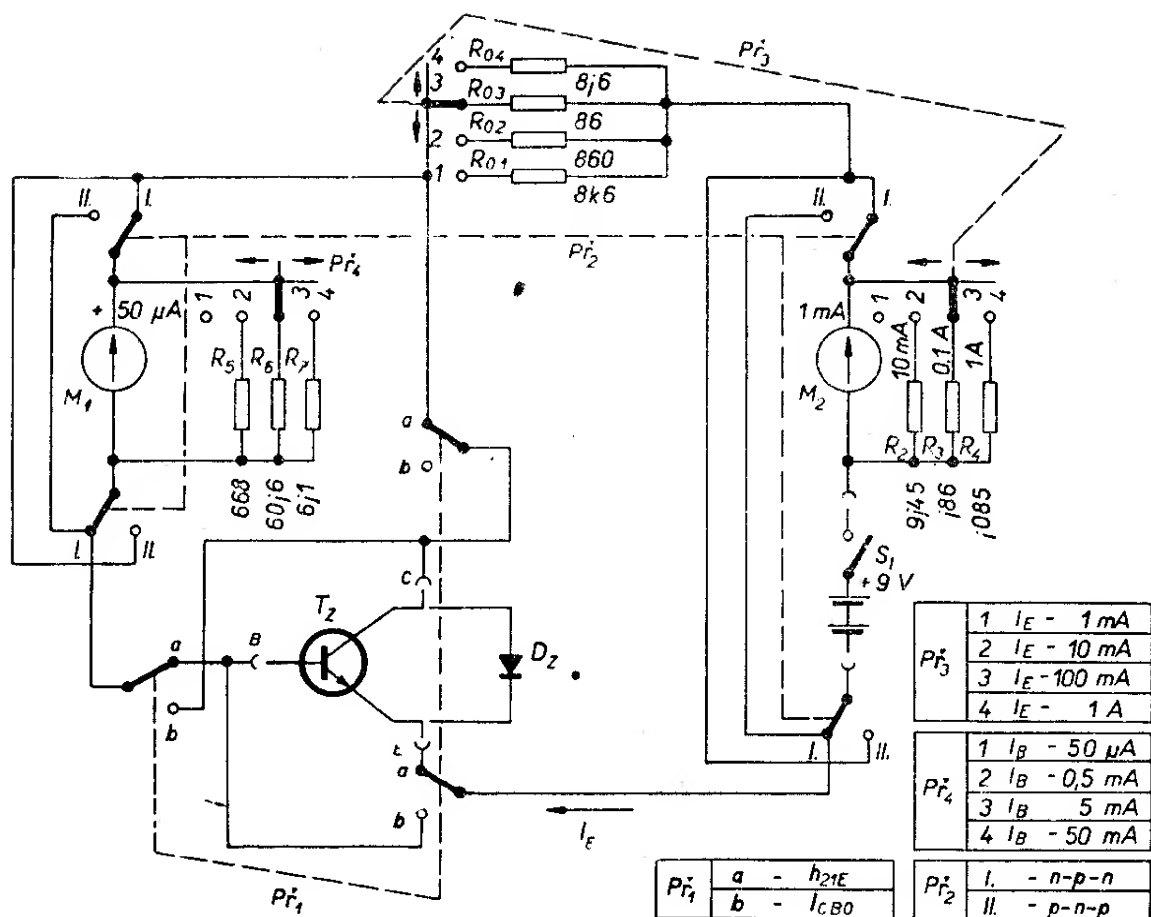 Př3
4 R04 8j6
3 R03 86
2 R02 860
1 R01 8k6
II. I.
II. I.
Př2
Př4
1 2 3 4
+ 50 µA
M1
R5 R6 R7
668 60j6 6j1
I. II.
1 2 3 4
1 mA
10 mA 0.1 A 1 A
M2
R2 R3 R4
9j45 j86 j085
a
b
S1
+ 9 V
C
T2
B
a
b
D2
E
a
b
I. II.
IE
Př1
Př3
1 IE - 1 mA
2 IE - 10 mA
3 IE - 100 mA
4 IE - 1 A
Př4
1 IB - 50 µA
2 IB - 0,5 mA
3 IB 5 mA
4 IB - 50 mA
Př1
a - h21E
b - ICBO
Př2
I. - n-p-n
II. - p-n-p